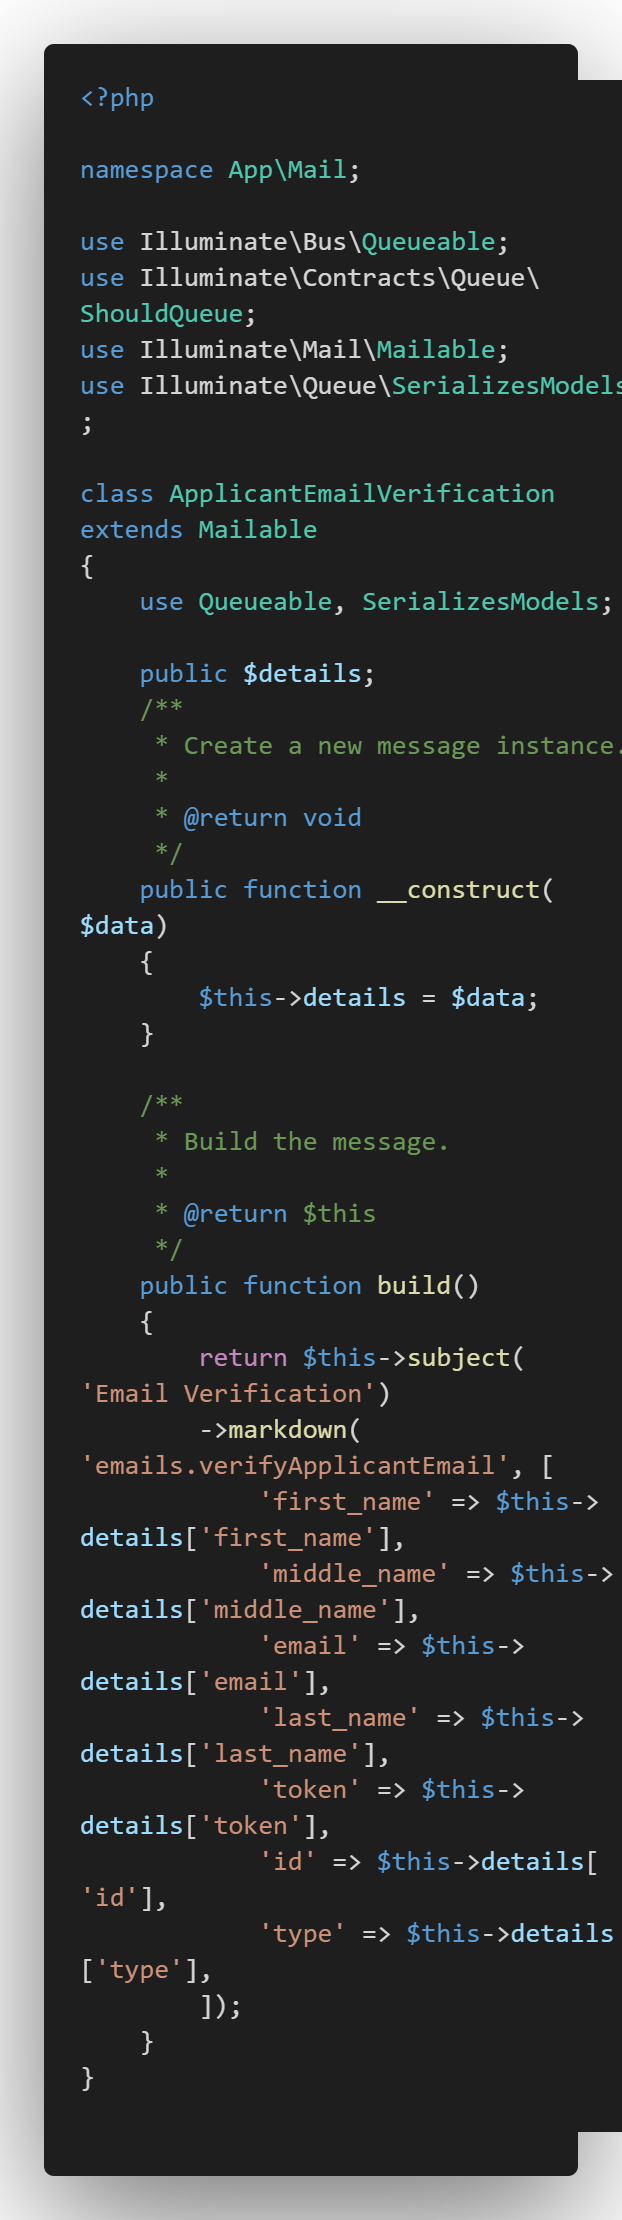 <?php

namespace App\Mail;

use Illuminate\Bus\Queueable;
use Illuminate\Contracts\Queue\
ShouldQueue;
use Illuminate\Mail\Mailable;
use Illuminate\Queue\SerializesModels
;

class ApplicantEmailVerification
extends Mailable
{
    use Queueable, SerializesModels;

    public $details;
    /**
     * Create a new message instance.
     *
     * @return void
     */
    public function __construct(
$data)
    {
        $this->details = $data;
    }

    /**
     * Build the message.
     *
     * @return $this
     */
    public function build()
    {
        return $this->subject(
'Email Verification')
        ->markdown(
'emails.verifyApplicantEmail', [
            'first_name' => $this->
details['first_name'],
            'middle_name' => $this->
details['middle_name'],
            'email' => $this->
details['email'],
            'last_name' => $this->
details['last_name'],
            'token' => $this->
details['token'],
            'id' => $this->details[
'id'],
            'type' => $this->details
['type'],
        ]);
    }
}